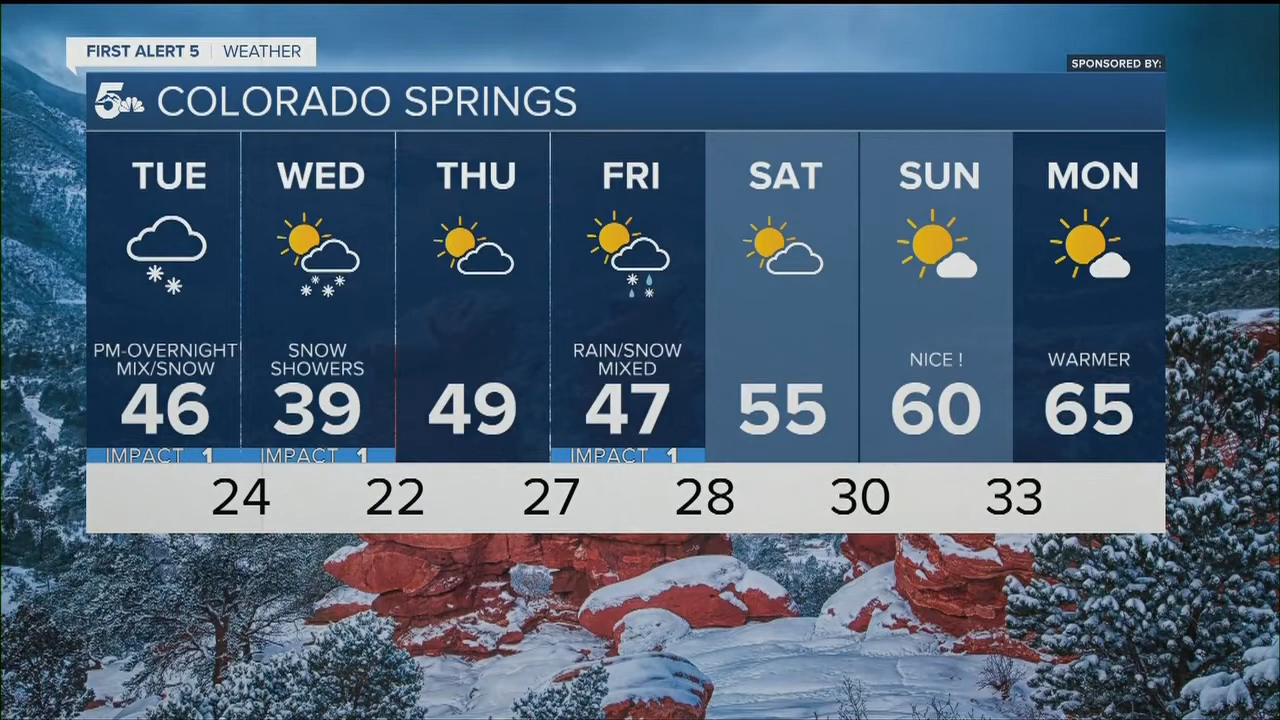 FIRST ALERT 5 | WEATHER
SPONSORED BY:
5 COLORADO SPRINGS
TUE WED THU FRI SAT SUN MON
PM-OVERNIGHT SNOW RAIN/SNOW
MIX/SNOW SHOWERS MIXED NICE ! WARMER
46 39 49 47 55 60 65
IMPACT 1 IMPACT 1 IMPACT 1
24 22 27 28 30 33